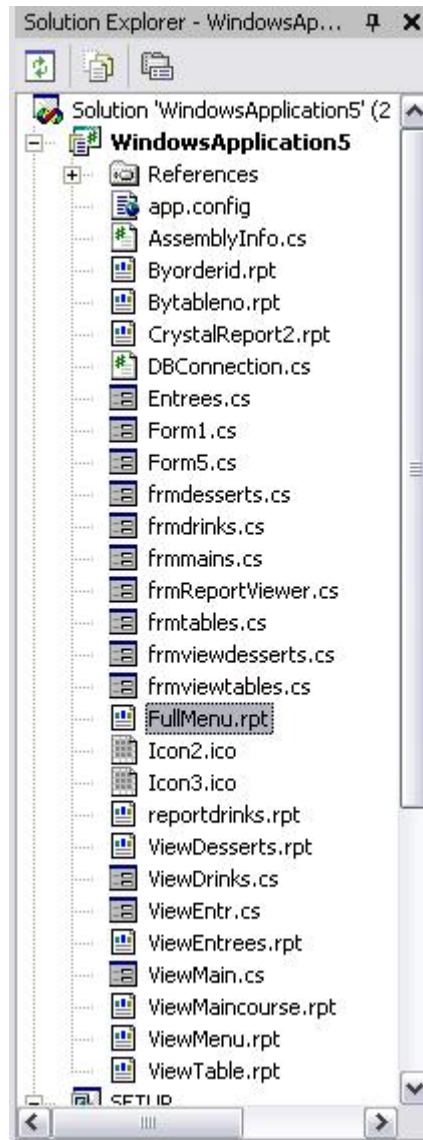 Solution Explorer - WindowsAp...
Solution 'WindowsApplication5' (2
WindowsApplication5
References
app.config
AssemblyInfo.cs
Byorderid.rpt
Bytableno.rpt
CrystalReport2.rpt
DBConnection.cs
Entrees.cs
Form1.cs
Form5.cs
frmdesserts.cs
frmdrinks.cs
frmmains.cs
frmReportViewer.cs
frmtables.cs
frmviewdesserts.cs
frmviewtables.cs
FullMenu.rpt
Icon2.ico
Icon3.ico
reportdrinks.rpt
ViewDesserts.rpt
ViewDrinks.cs
ViewEntr.cs
ViewEntrees.rpt
ViewMain.cs
ViewMaincourse.rpt
ViewMenu.rpt
ViewTable.rpt
SETUP